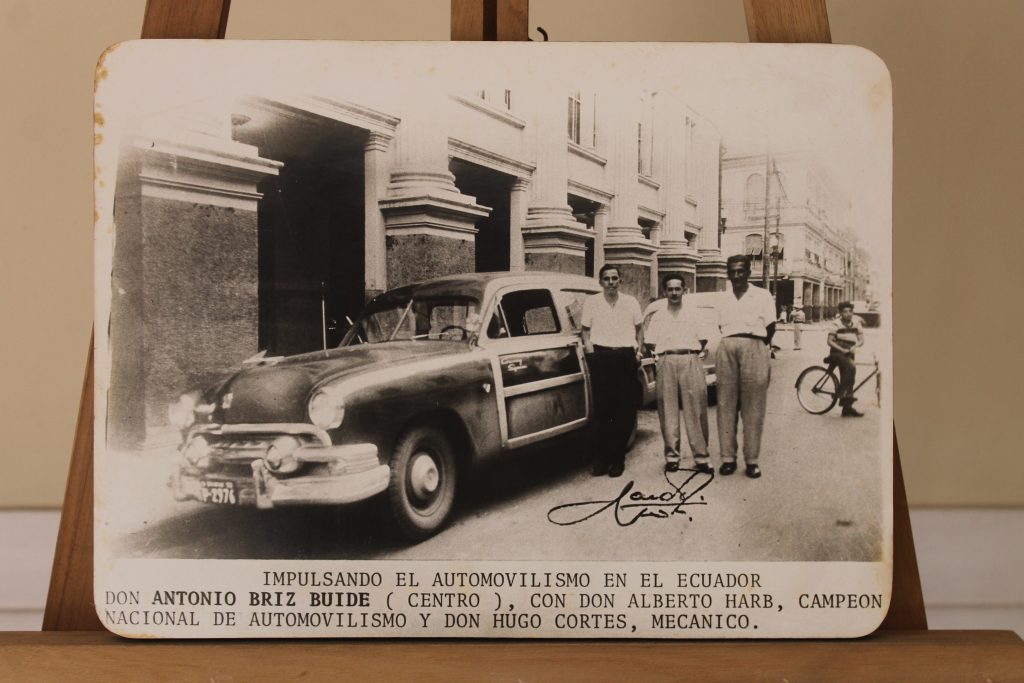 2976
IMPULSANDO EL AUTOMOVILISMO EN EL ECUADOR
DON ANTONIO BRIZ BUIDE ( CENTRO ), CON DON ALBERTO HARB, CAMPEON
NACIONAL DE AUTOMOVILISMO Y DON HUGO CORTES, MECANICO.